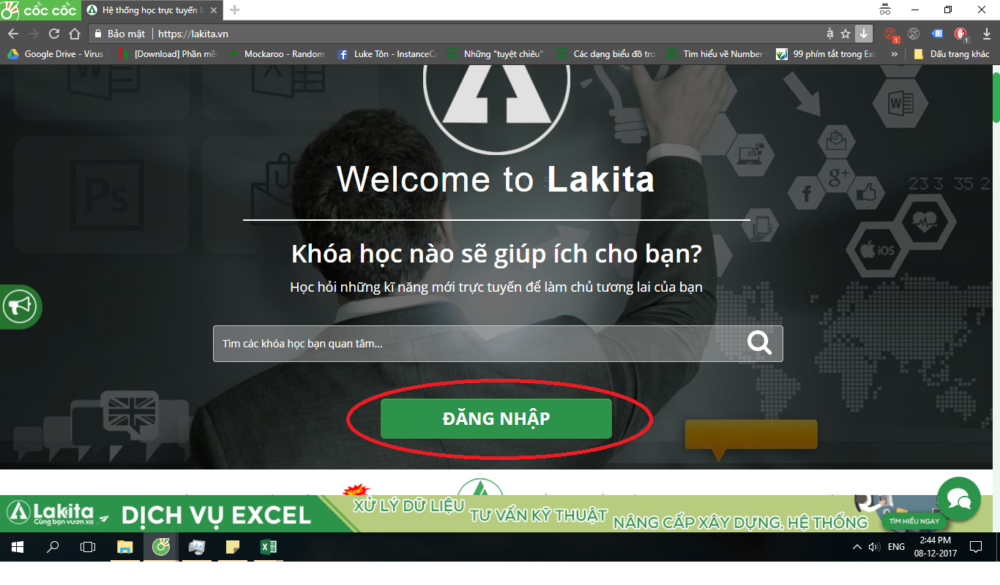 cốc cốc
Hệ thống học trực tuyến l
Bảo mật
https://lakita.vn
à
1
1
Google Drive - Virus
[Download] Phần mề
Mockaroo - Random
Luke Tôn - InstanceCa
Những "tuyệt chiêu"
Các dạng biểu đồ tro
Tìm hiểu về Number
99 phím tắt trong Exc
»
Dấu trang khác
W
X
Ps
U
W
g+
f
iOS
23 3 35 2
Welcome to Lakita
Khóa học nào sẽ giúp ích cho bạn?
Học hỏi những kĩ năng mới trực tuyến để làm chủ tương lai của bạn
Tìm các khóa học bạn quan tâm...
ĐĂNG NHẬP
New!
Lakita
Cùng bạn vươn xa
DỊCH VỤ EXCEL
XỬ LÝ DỮ LIỆU
TƯ VẤN KỸ THUẬT
NÂNG CẤP XÂY DỰNG, HỆ THỐNG
TÌM HIỂU NGAY
ENG
2:44 PM
08-12-2017